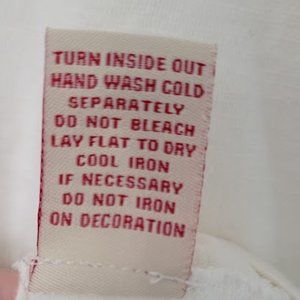 TURN INSIDE OUT
HAND WASH COLD
SEPARATELY
DO NOT BLEACH
LAY FLAT TO DRY
COOL IRON
IF NECESSARY
DO NOT IRON
ON DECORATION